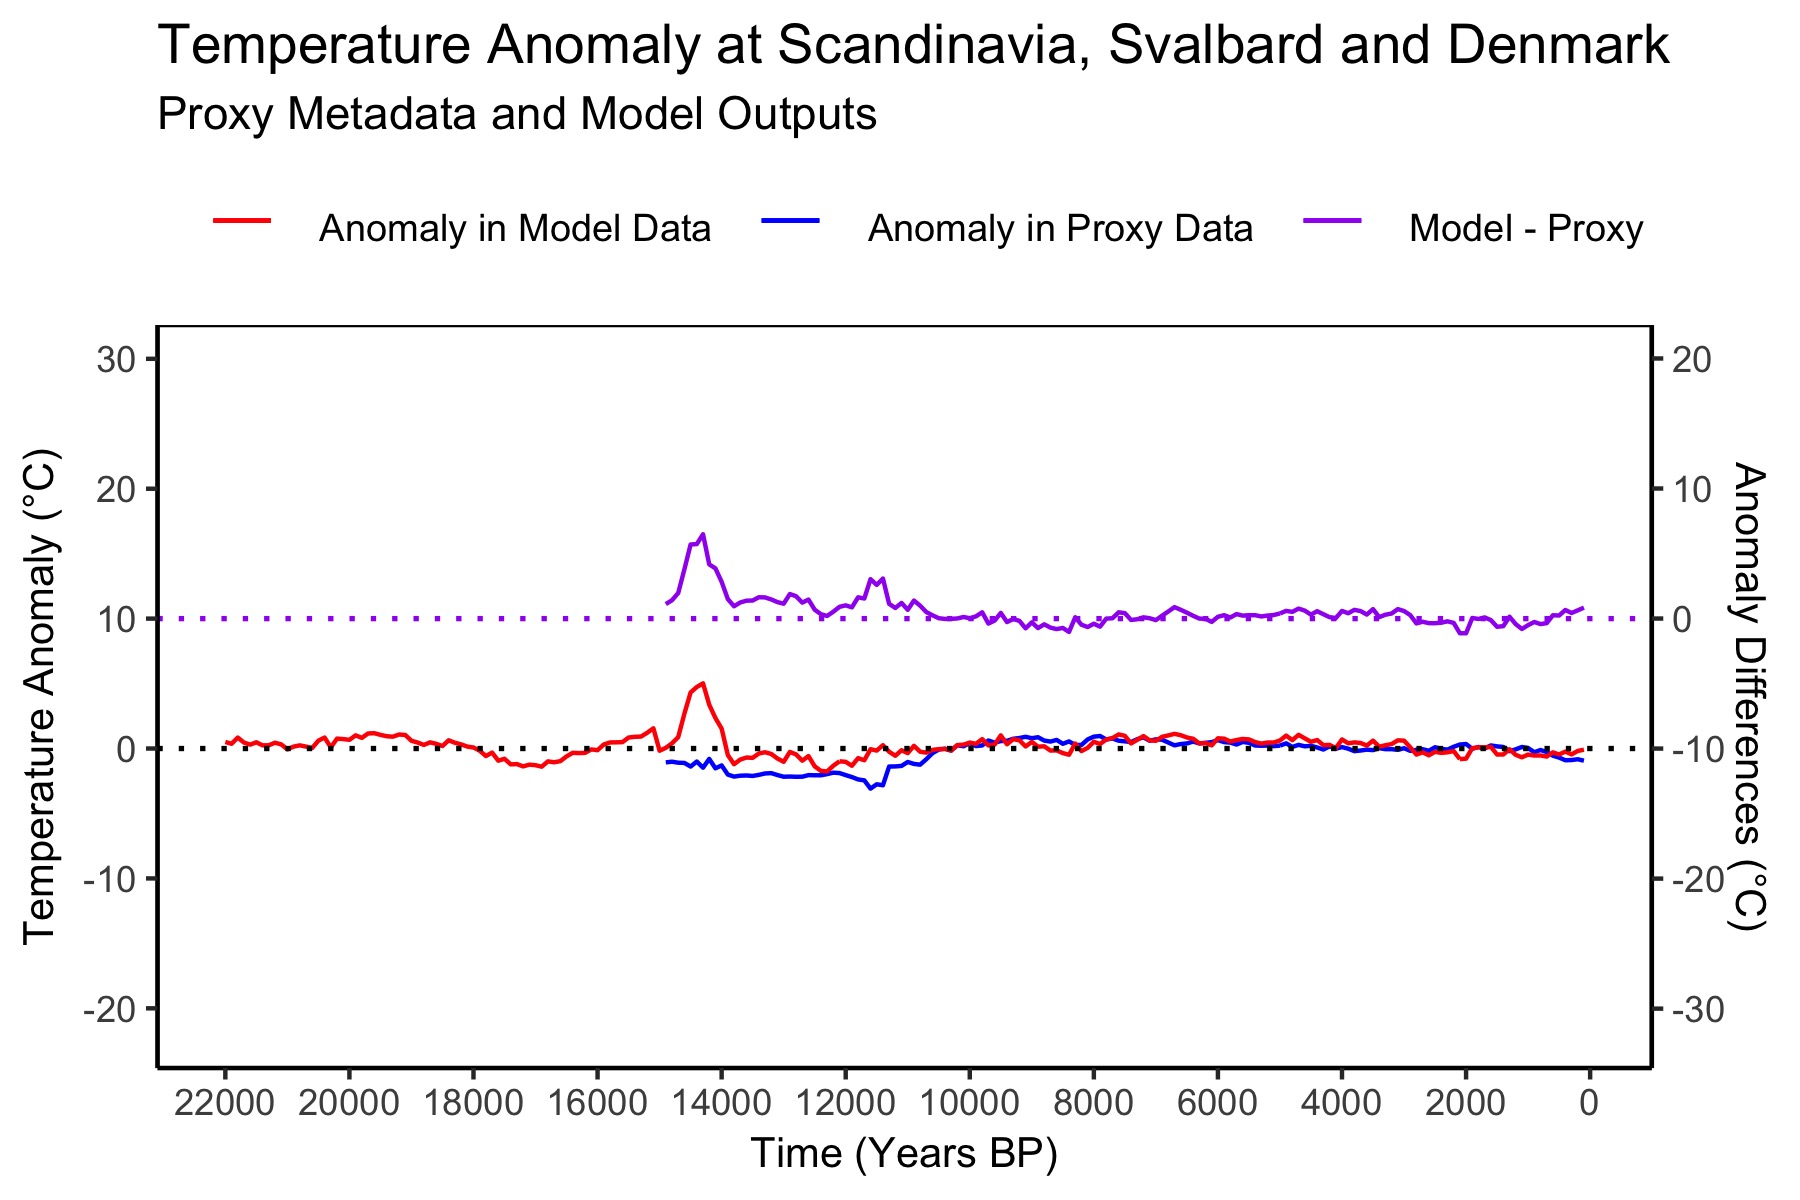 Temperature Anomaly at Scandinavia, Svalbard and Denmark
Proxy Metadata and Model Outputs
Anomaly in Model Data Anomaly in Proxy Data Model - Proxy
Temperature Anomaly (°C)
30
20
10
0
-10
-20
20
10
0
-10
-20
-30
Anomaly Differences (°C)
22000 20000 18000 16000 14000 12000 10000 8000 6000 4000 2000 0
Time (Years BP)